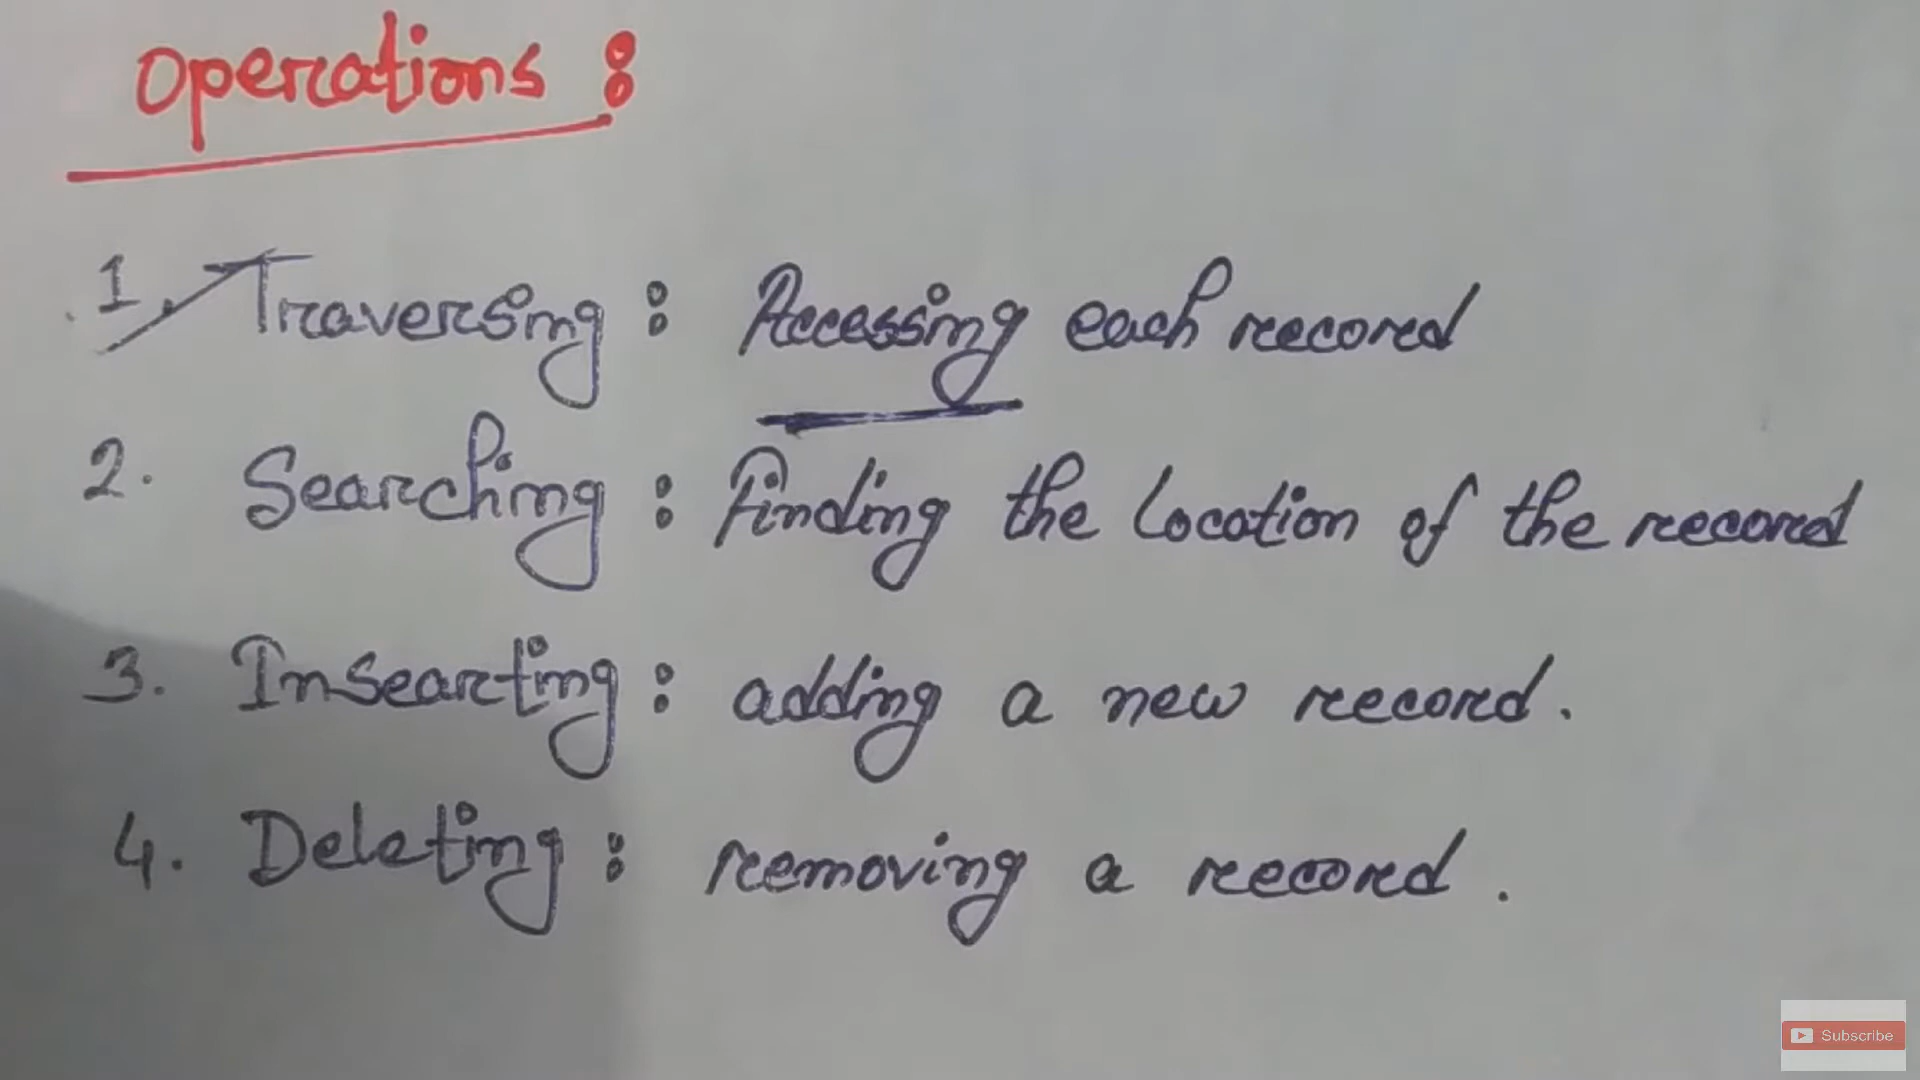 Operations :
1. Traversing : Accessing each record
2. Searching : Finding the location of the record
3. Insearting : adding a new record.
4. Deleting : removing a record.
Subscribe